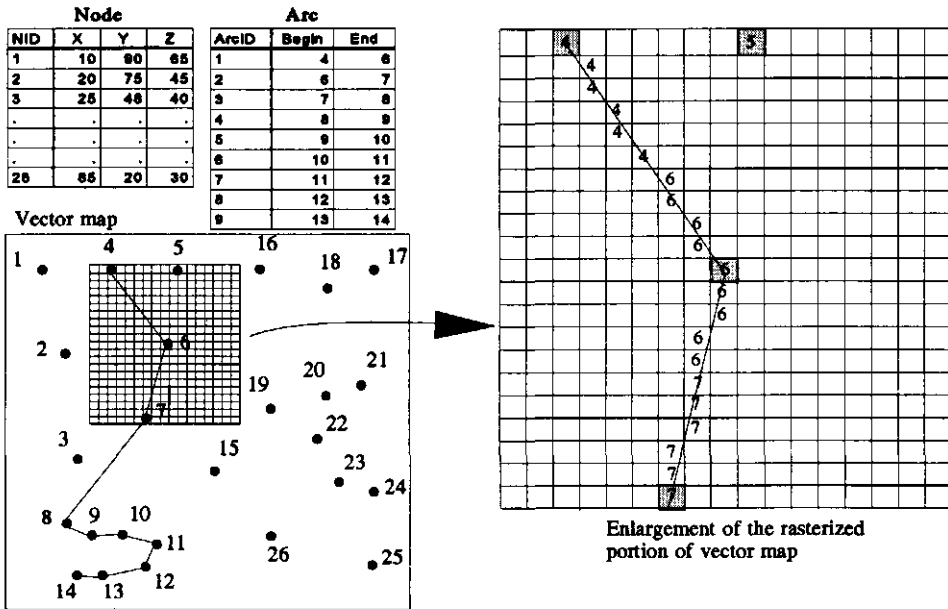 Node
NID X Y Z
1 10 90 65
2 20 75 45
3 25 48 40
. . . .
. . . .
. . . .
26 85 20 30
Arc
ArcID Begin End
1 4 6
2 6 7
3 7 8
4 8 9
5 9 10
6 10 11
7 11 12
8 12 13
9 13 14
Vector map
1
4
5
16
18
17
2
6
7
19
20
21
22
3
15
23
24
8
9
10
11
12
13
14
26
25
4
5
4
4
4
4
4
6
6
6
6
6
6
6
6
6
7
7
7
7
7
7
Enlargement of the rasterized
portion of vector map